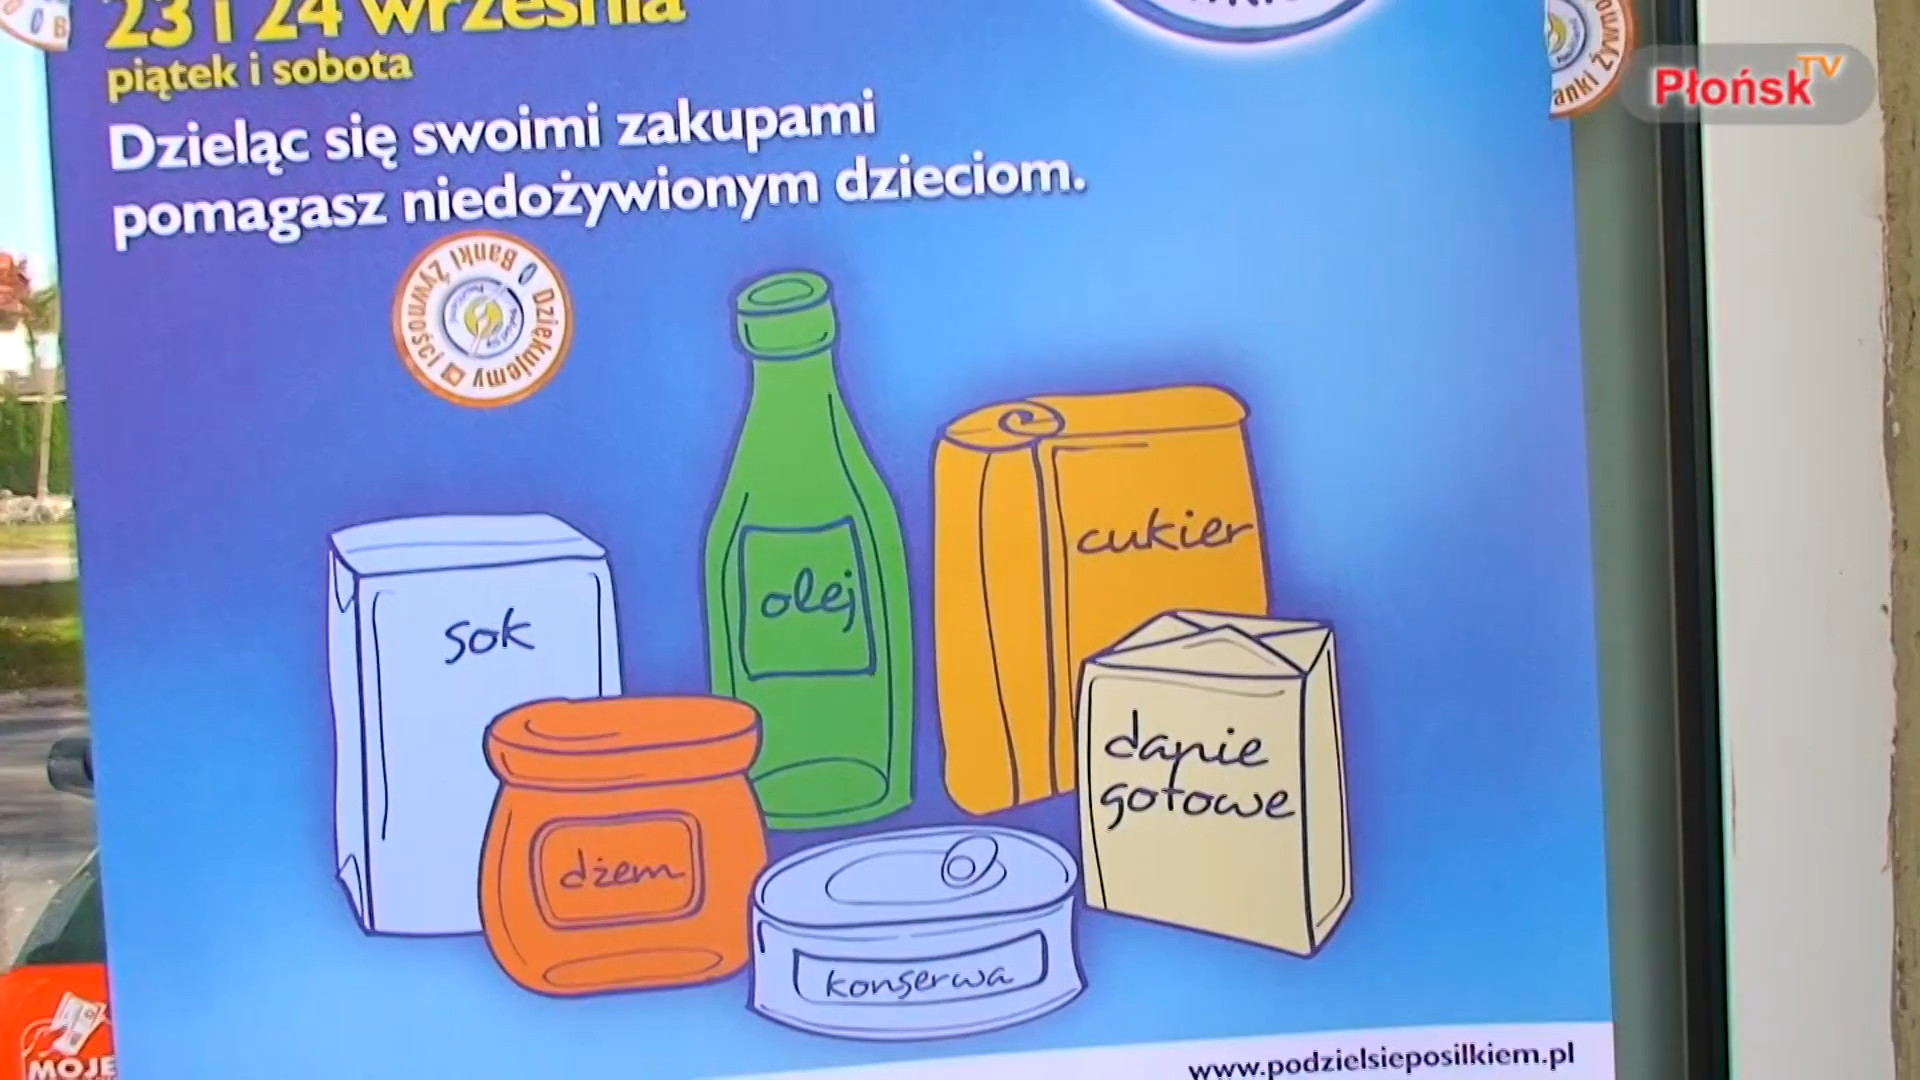 23 i 24 września
piątek i sobota
Dzieląc się swoimi zakupami
pomagasz niedożywionym dzieciom.
Płońsk TV
Dziękujemy
Banki Żywności
sok
olej
cukier
danie
gotowe
dżem
konserwa
www.podzielsieposilkiem.pl
MOJE